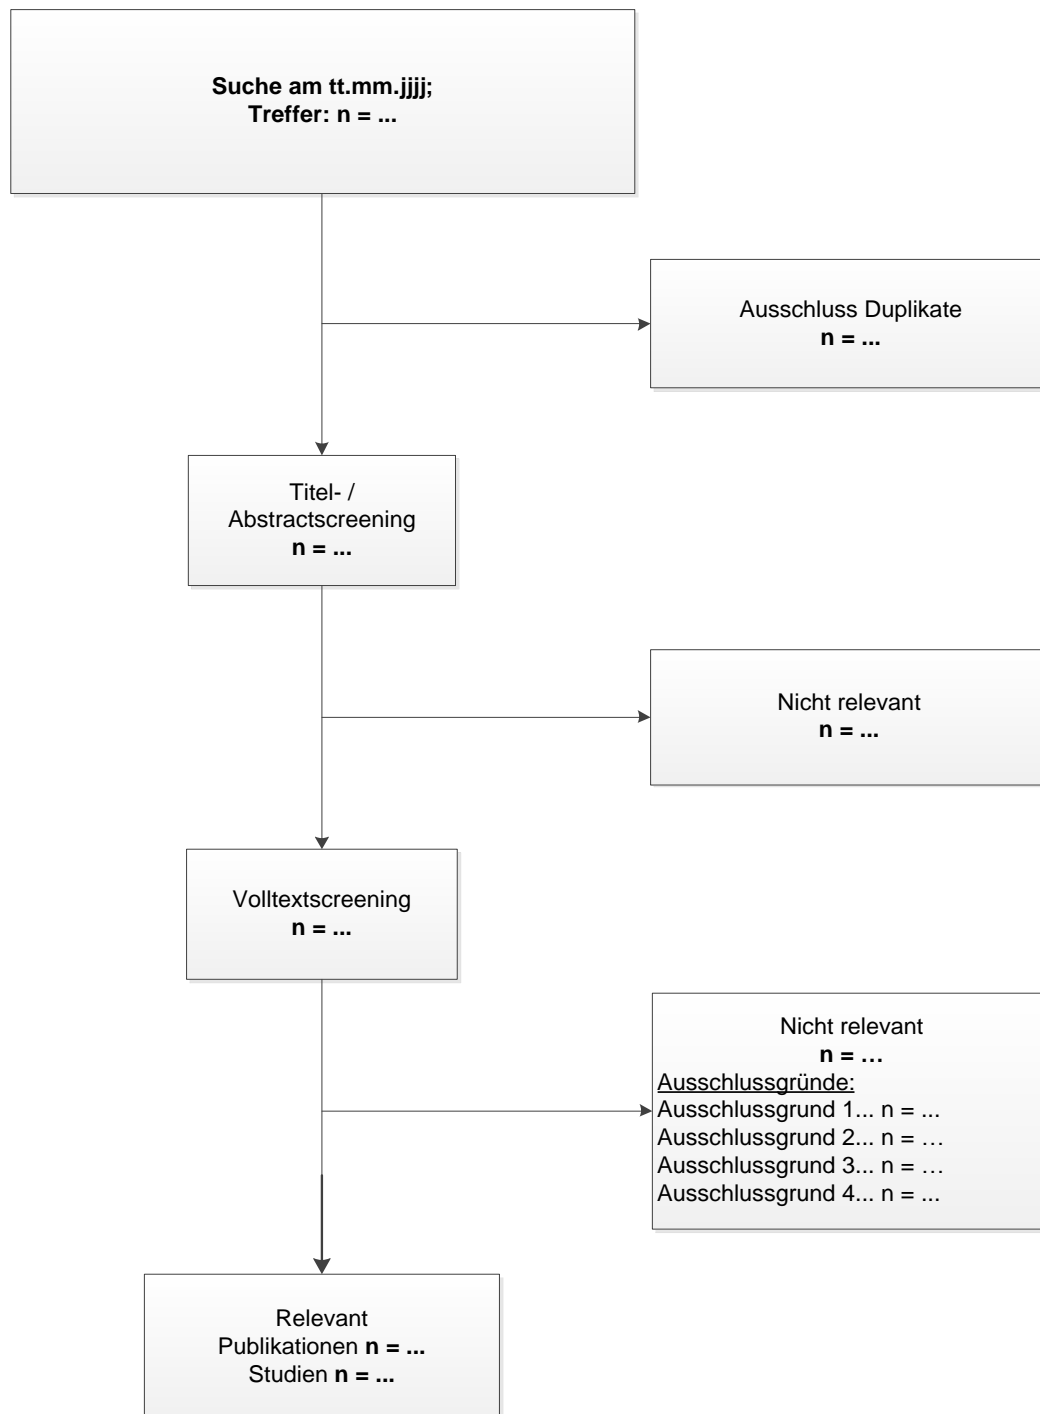 Suche am tt.mm.jjjj;
Treffer: n = ...
Ausschluss Duplikate
n = ...
Titel- /
Abstractscreening
n = ...
Nicht relevant
n = ...
Volltextscreening
n = ...
Nicht relevant
n = …
Ausschlussgründe:
Ausschlussgrund 1... n = ...
Ausschlussgrund 2... n = …
Ausschlussgrund 3... n = …
Ausschlussgrund 4... n = ...
Relevant
Publikationen n = ...
Studien n = ...